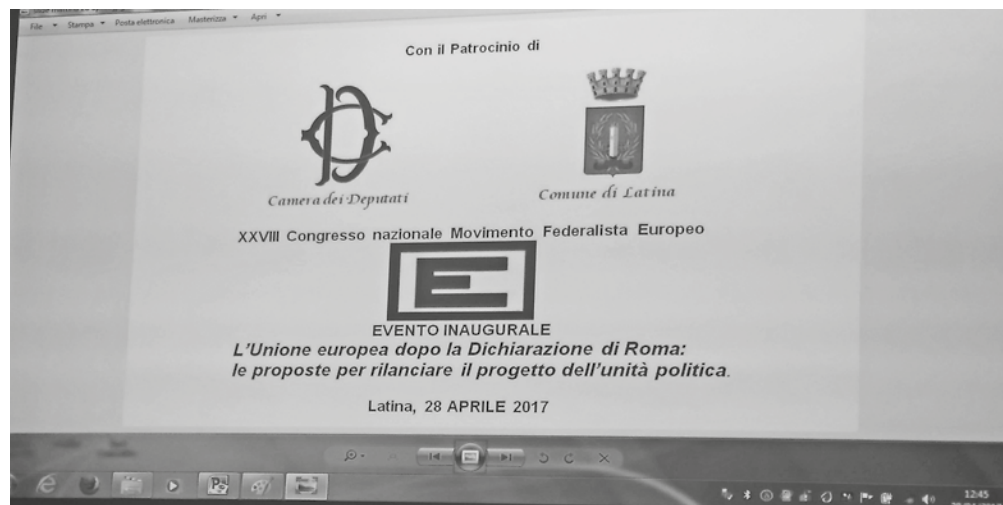 File Stampa Posta elettronica Masterizza Apri
Con il Patrocinio di
Camera dei Deputati
Comune di Latina
XXVIII Congresso nazionale Movimento Federalista Europeo
E
EVENTO INAUGURALE
L'Unione europea dopo la Dichiarazione di Roma:
le proposte per rilanciare il progetto dell'unità politica.
Latina, 28 APRILE 2017
12:45